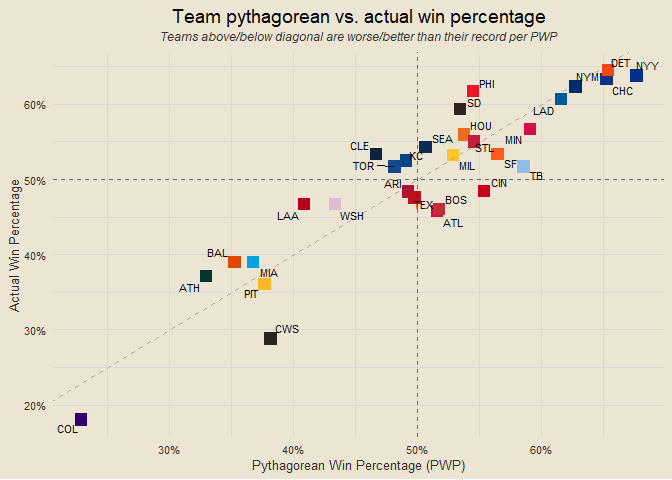 Team pythagorean vs. actual win percentage
Teams above/below diagonal are worse/better than their record per PWP
Actual Win Percentage
60%
50%
40%
30%
20%
DET
NYY
NYM
CHC
PHI
LAD
SD
HOU
MIN
SEA
STL
CLE
KC
TOR
MIL
SF
TB
ARI
CIN
TEX
BOS
LAA
WSH
ATL
BAL
MIA
ATH
PIT
CWS
COL
30%
40%
50%
60%
Pythagorean Win Percentage (PWP)